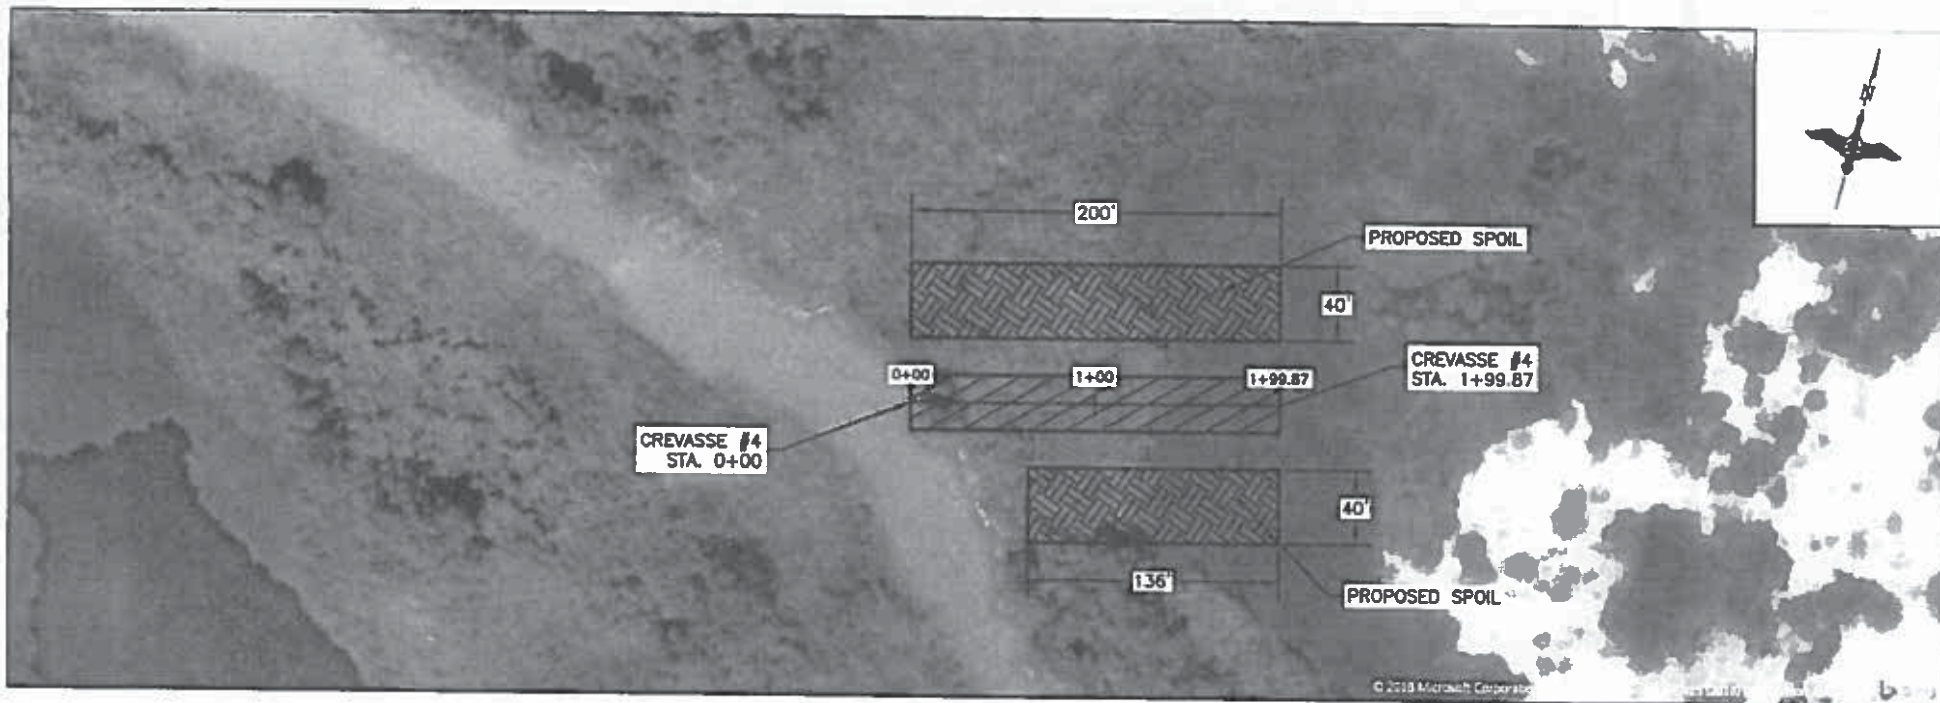 N
200'
PROPOSED SPOIL
40'
0+00
1+00
1+99.87
CREVASSE #4
STA. 1+99.87
CREVASSE #4
STA. 0+00
40'
136'
PROPOSED SPOIL
© 2018 Microsoft